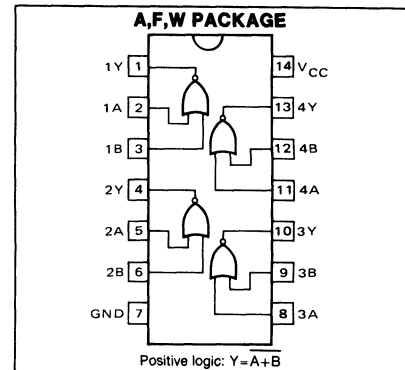 A,F,W PACKAGE
1Y 1 14 VCC
1A 2 13 4Y
1B 3 12 4B
2Y 4 11 4A
2A 5 10 3Y
2B 6 9 3B
GND 7 8 3A
Positive logic: Y=\overline{A+B}